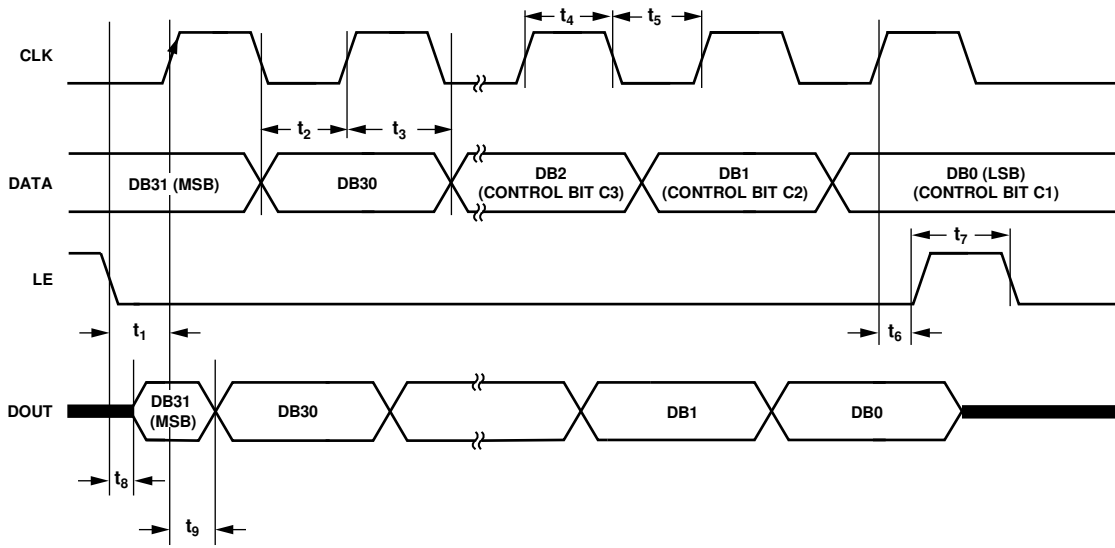 t4 t5
CLK
t2 t3
DATA
DB31 (MSB)
DB30
DB2
(CONTROL BIT C3)
DB1
(CONTROL BIT C2)
DB0 (LSB)
(CONTROL BIT C1)
t7
LE
t1
t6
DOUT
DB31
(MSB)
DB30
DB1
DB0
t8
t9